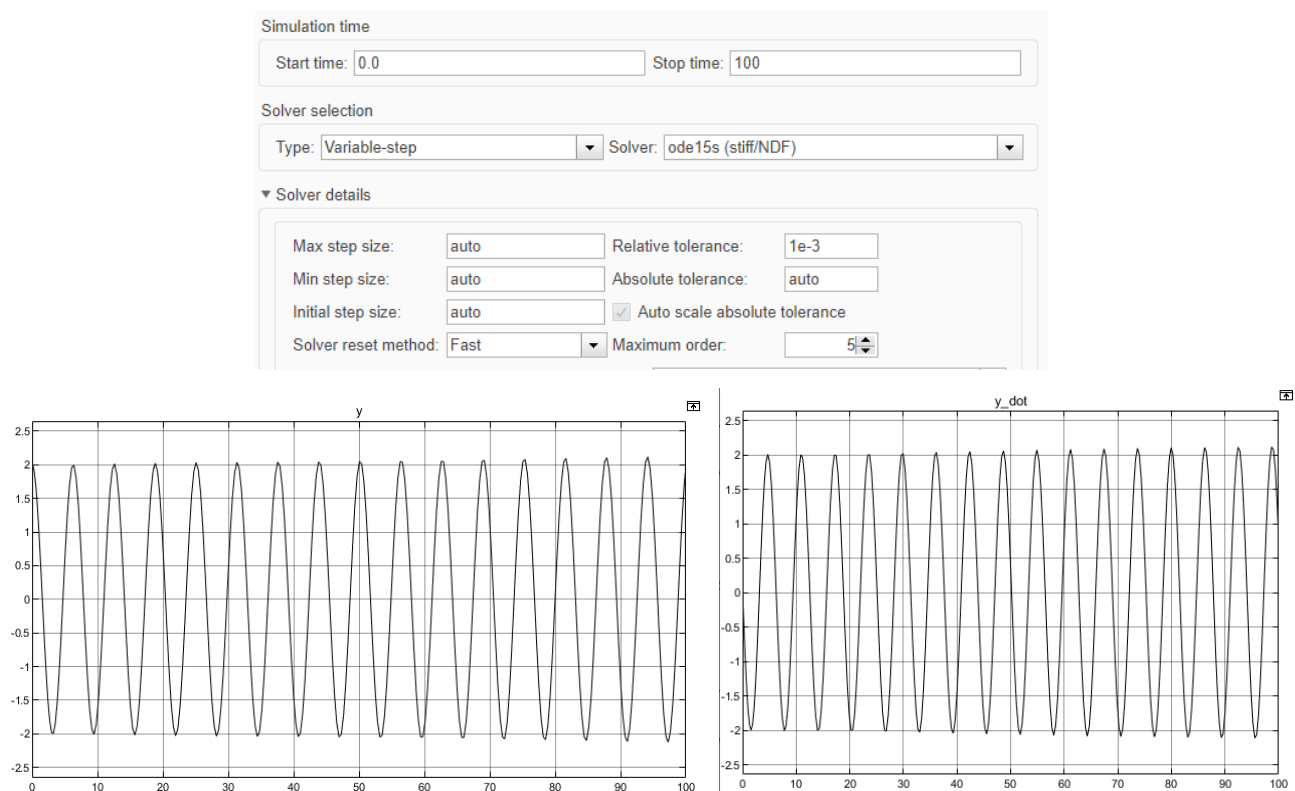 Simulation time
Start time: 0.0 Stop time: 100
Solver selection
Type: Variable-step Solver: ode15s (stiff/NDF)
Solver details
Max step size: auto Relative tolerance: 1e-3
Min step size: auto Absolute tolerance: auto
Initial step size: auto Auto scale absolute tolerance
Solver reset method: Fast Maximum order: 5
y
2.5
2
1.5
1
0.5
0
-0.5
-1
-1.5
-2
-2.5
0 10 20 30 40 50 60 70 80 90 100
y_dot
2.5
2
1.5
1
0.5
0
-0.5
-1
-1.5
-2
-2.5
0 10 20 30 40 50 60 70 80 90 100